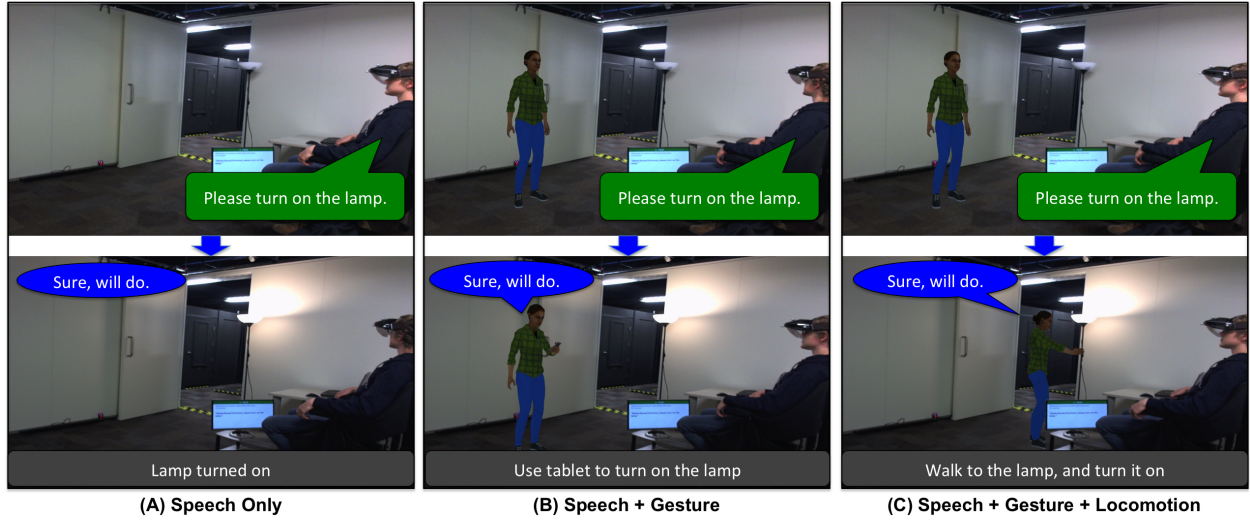 Please turn on the lamp.
Please turn on the lamp.
Please turn on the lamp.
Sure, will do.
Sure, will do.
Sure, will do.
Lamp turned on
Use tablet to turn on the lamp
Walk to the lamp, and turn it on
(A) Speech Only
(B) Speech + Gesture
(C) Speech + Gesture + Locomotion